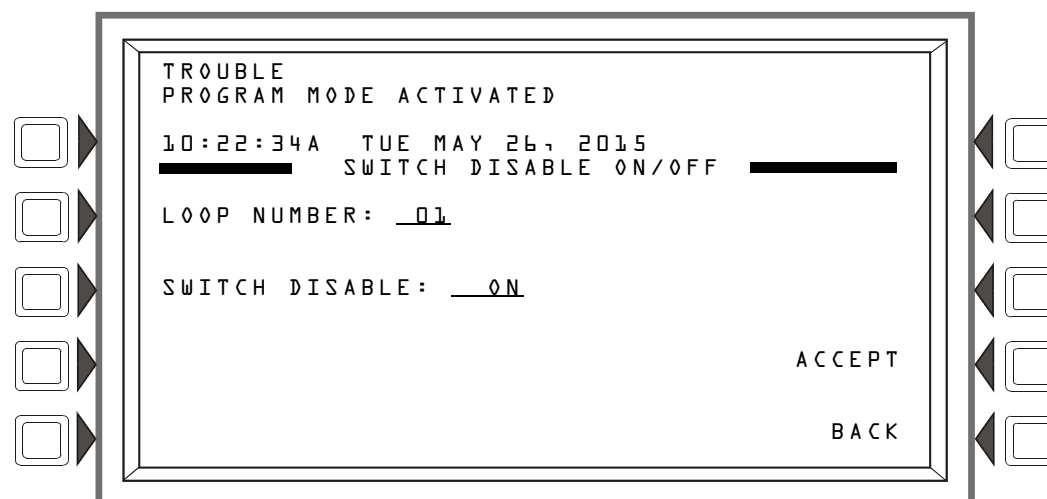 TROUBLE
PROGRAM MODE ACTIVATED
10:22:34A TUE MAY 26, 2015
SWITCH DISABLE ON/OFF
LOOP NUMBER: 01
SWITCH DISABLE: ON
ACCEPT
BACK